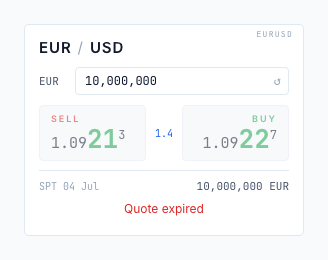 EURUSD
EUR / USD
EUR 10,000,000 ↺
SELL BUY
1.09213 1.4 1.09227
SPT 04 Jul 10,000,000 EUR
Quote expired